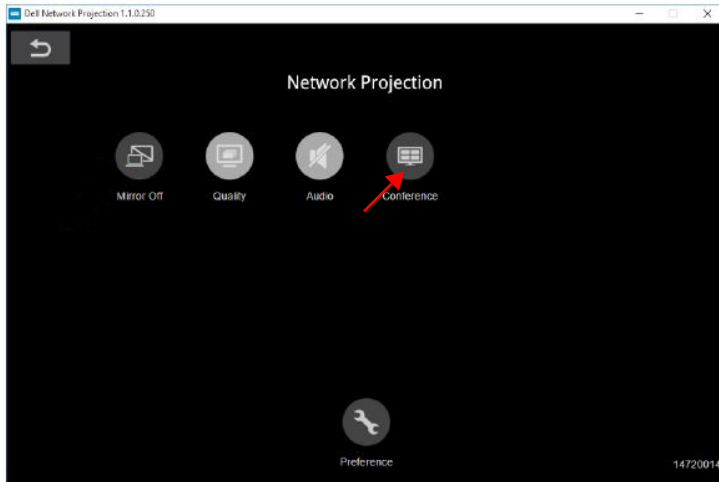 Dell Network Projection 1.1.0.250
Network Projection
Mirror Off
Quality
Audio
Conference
Preference
14720014